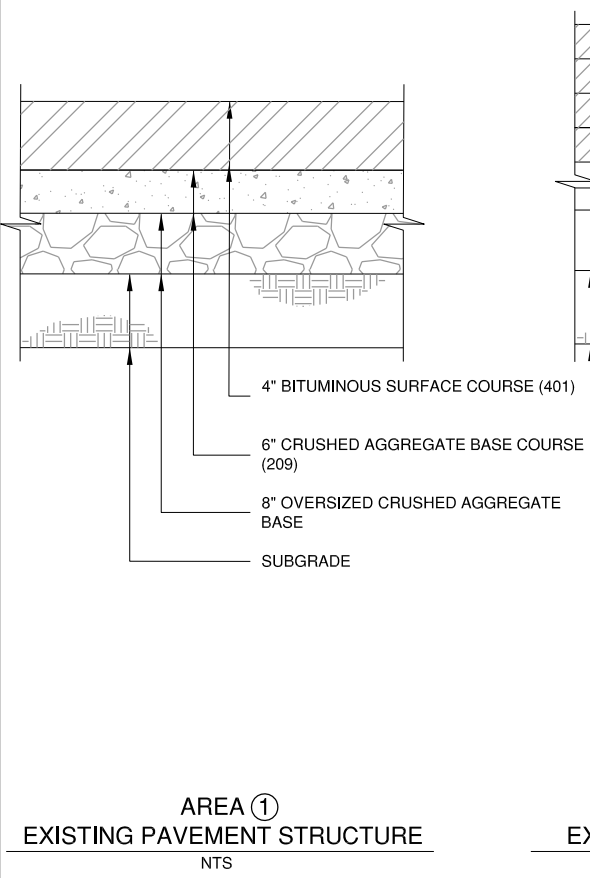 4" BITUMINOUS SURFACE COURSE (401)
6" CRUSHED AGGREGATE BASE COURSE
(209)
8" OVERSIZED CRUSHED AGGREGATE
BASE
SUBGRADE
AREA 1
EXISTING PAVEMENT STRUCTURE
NTS
EX